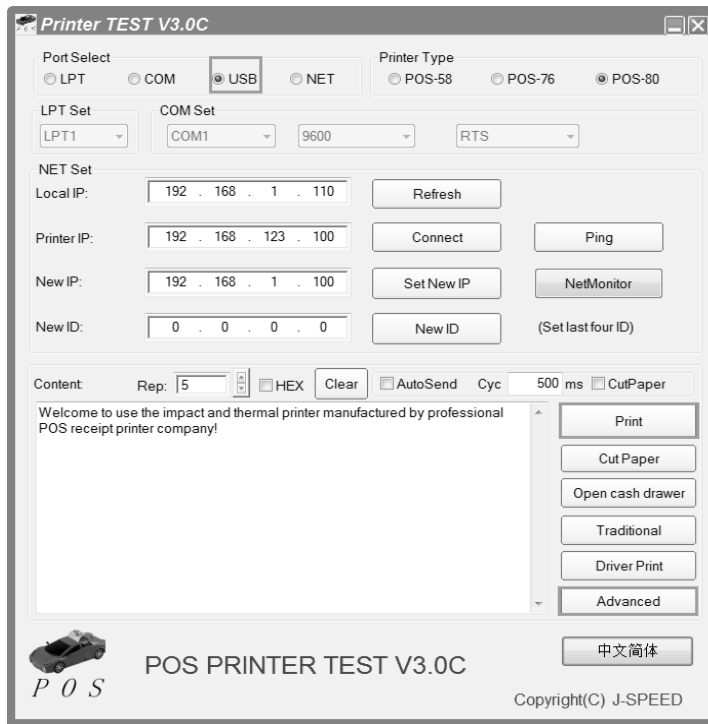 Printer TEST V3.0C
Port Select
Printer Type
LPT
COM
USB
NET
POS-58
POS-76
POS-80
LPT Set
COM Set
LPT1
COM1
9600
RTS
NET Set
Local IP:
192 . 168 . 1 . 110
Refresh
Printer IP:
192 . 168 . 123 . 100
Connect
Ping
New IP:
192 . 168 . 1 . 100
Set New IP
NetMonitor
New ID:
0 . 0 . 0 . 0
New ID
(Set last four ID)
Content:
Rep: 5
HEX
Clear
AutoSend
Cyc 500 ms
CutPaper
Welcome to use the impact and thermal printer manufactured by professional
POS receipt printer company!
Print
Cut Paper
Open cash drawer
Traditional
Driver Print
Advanced
POS
POS PRINTER TEST V3.0C
中文简体
Copyright(C) J-SPEED